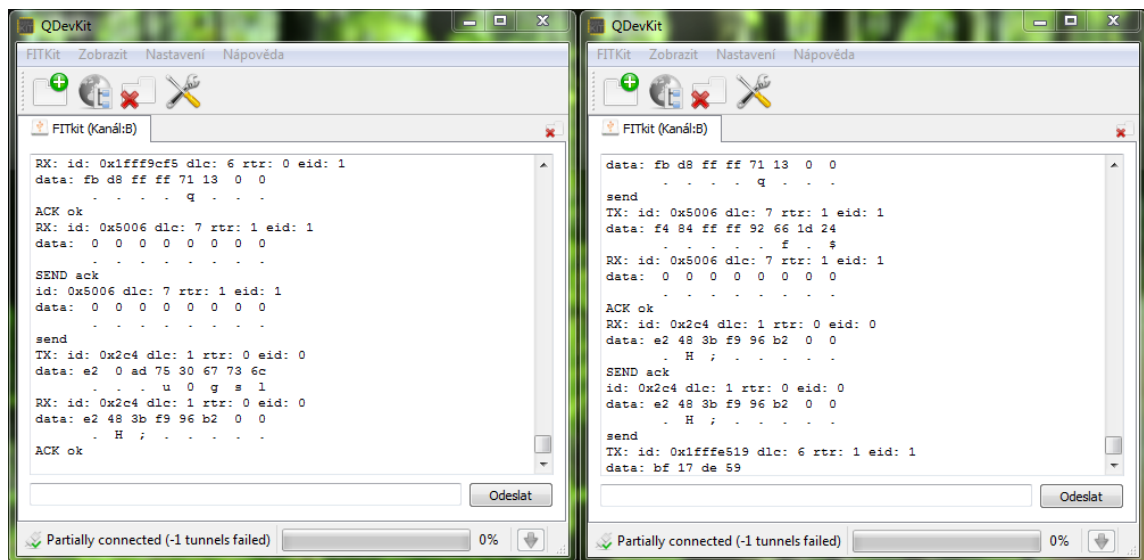 QDevKit
FITKit Zobrazit Nastavení Nápověda
FITkit (Kanál:B)
RX: id: 0x1fff9cf5 dlc: 6 rtr: 0 eid: 1
data: fb d8 ff ff 71 13 0 0
. . . . q . . .
ACK ok
RX: id: 0x5006 dlc: 7 rtr: 1 eid: 1
data: 0 0 0 0 0 0 0 0
. . . . . . . .
SEND ack
id: 0x5006 dlc: 7 rtr: 1 eid: 1
data: 0 0 0 0 0 0 0 0
. . . . . . . .
send
TX: id: 0x2c4 dlc: 1 rtr: 0 eid: 0
data: e2 0 ad 75 30 67 73 6c
. . . u 0 g s l
RX: id: 0x2c4 dlc: 1 rtr: 0 eid: 0
data: e2 48 3b f9 96 b2 0 0
. H ; . . . . .
ACK ok
Odeslat
Partially connected (-1 tunnels failed) 0%
QDevKit
FITKit Zobrazit Nastavení Nápověda
FITkit (Kanál:B)
data: fb d8 ff ff 71 13 0 0
. . . . q . . .
send
TX: id: 0x5006 dlc: 7 rtr: 1 eid: 1
data: f4 84 ff ff 92 66 1d 24
. . . . . f . $
RX: id: 0x5006 dlc: 7 rtr: 1 eid: 1
data: 0 0 0 0 0 0 0 0
. . . . . . . .
ACK ok
RX: id: 0x2c4 dlc: 1 rtr: 0 eid: 0
data: e2 48 3b f9 96 b2 0 0
. H ; . . . . .
SEND ack
id: 0x2c4 dlc: 1 rtr: 0 eid: 0
data: e2 48 3b f9 96 b2 0 0
. H ; . . . . .
send
TX: id: 0x1fffe519 dlc: 6 rtr: 1 eid: 1
data: bf 17 de 59
Odeslat
Partially connected (-1 tunnels failed) 0%